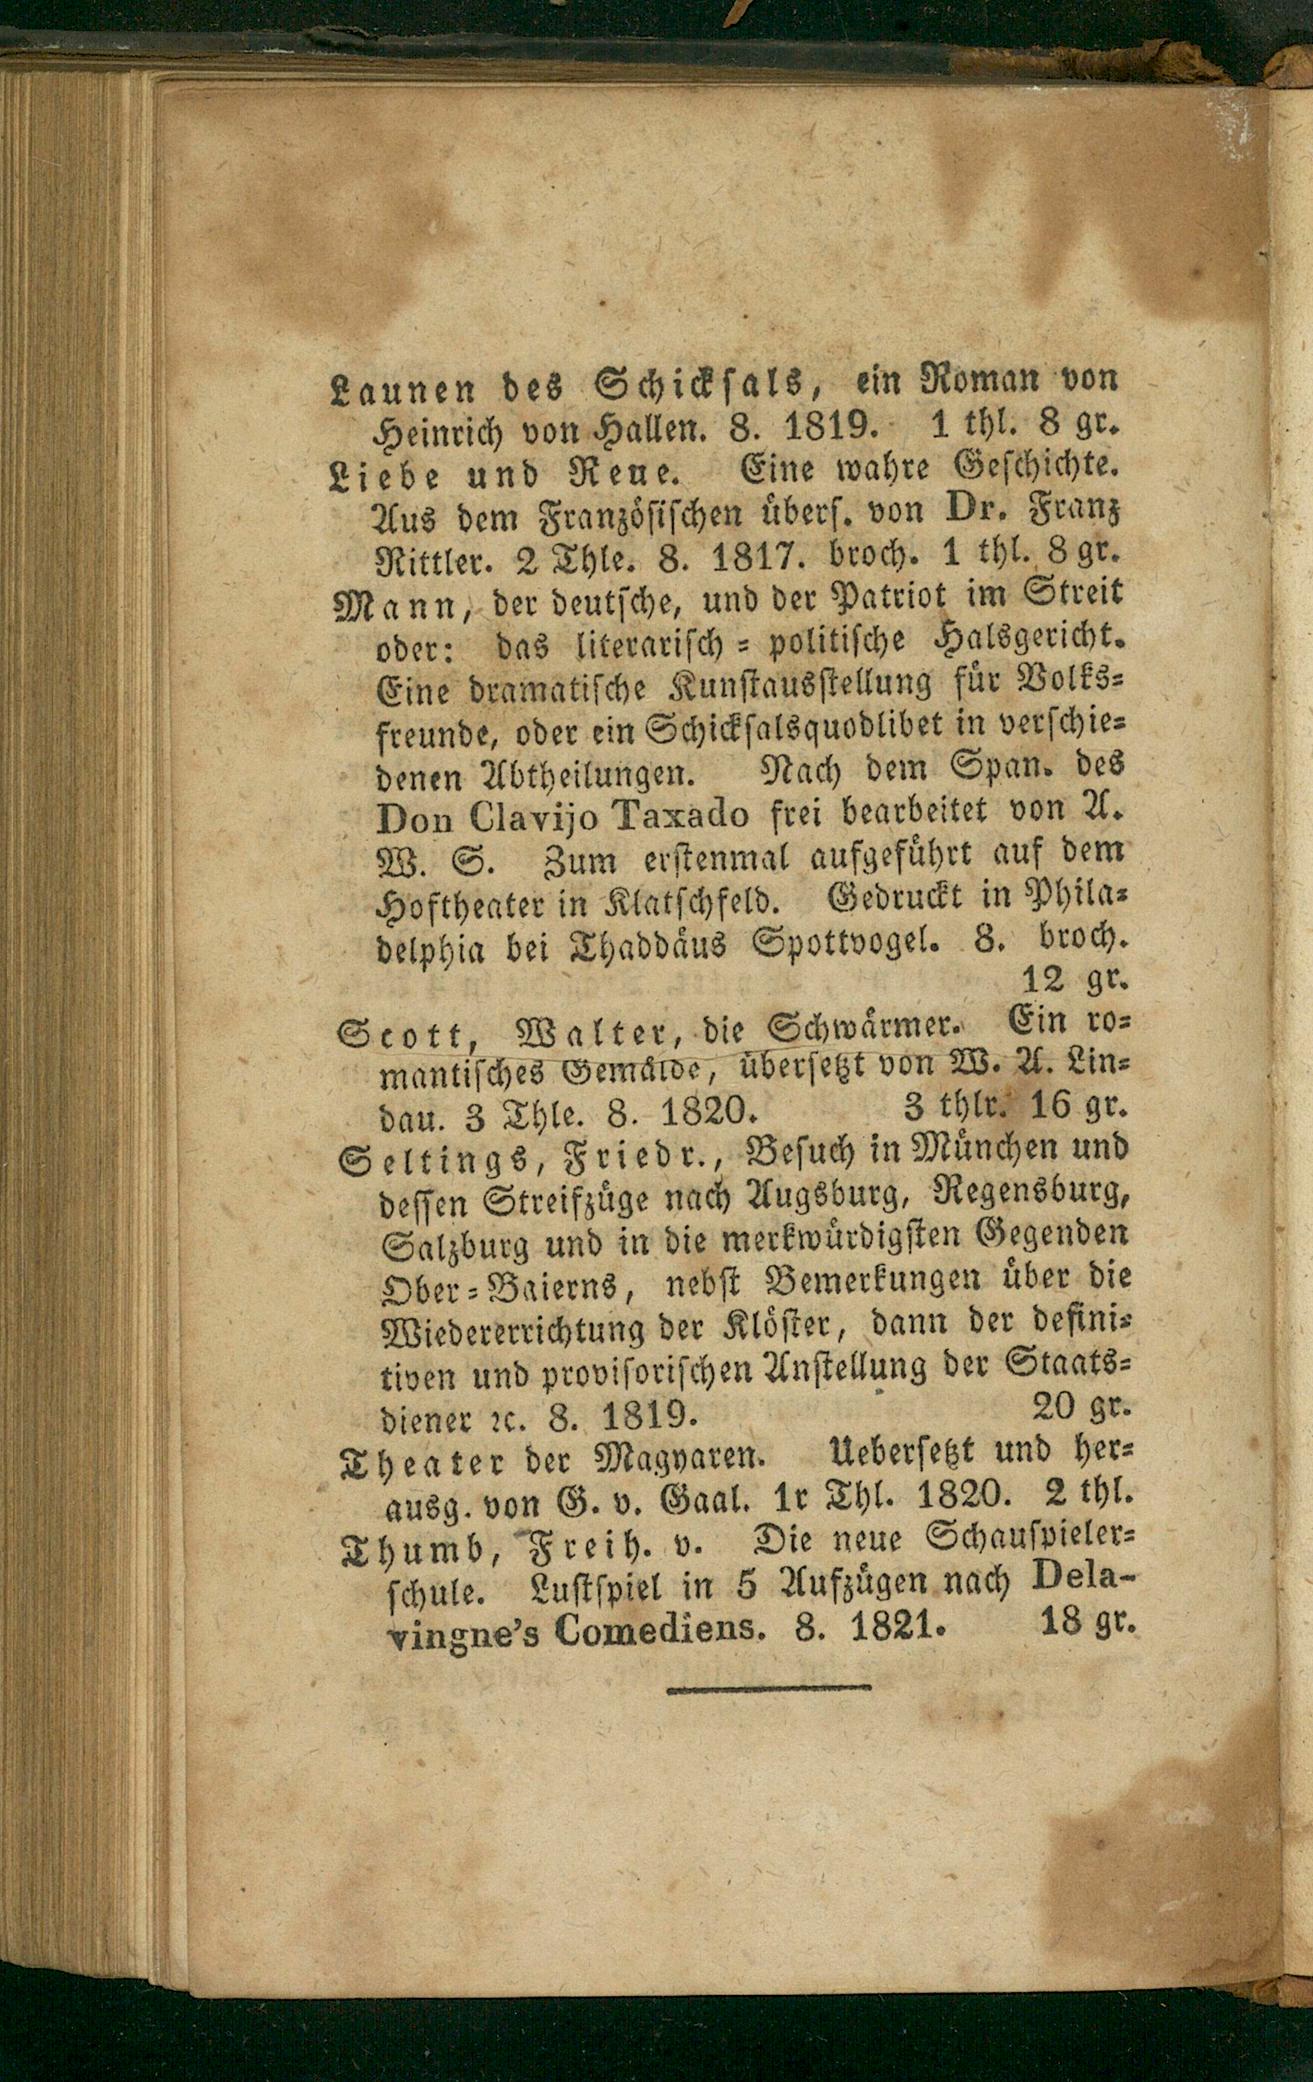 Launen des Schicksals, ein Roman von
Heinrich von Hallen. 8. 1819. 1 thl. 8 gr.
Liebe und Reue. Eine wahre Geschichte.
Aus dem Französischen übers. von Dr. Franz
Rittler. 2 Thle. 8. 1817. broch. 1 thl. 8 gr.
Mann, der deutsche, und der Patriot im Streit
oder: das literarisch = politische Halsgericht.
Eine dramatische Kunstausstellung für Volks=
freunde, oder ein Schicksalsquodlibet in verschie=
denen Abtheilungen. Nach dem Span. des
Don Clavijo Taxado frei bearbeitet von A.
W. S. Zum erstenmal aufgeführt auf dem
Hoftheater in Klatschfeld. Gedruckt in Phila=
delphia bei Thaddäus Spottvogel. 8. broch.
12 gr.
Scott, Walter, die Schwärmer. Ein ro=
mantisches Gemälde, übersetzt von W. A. Lin=
dau. 3 Thle. 8. 1820. 3 thlr. 16 gr.
Seltings, Friedr., Besuch in München und
dessen Streifzüge nach Augsburg, Regensburg,
Salzburg und in die merkwürdigsten Gegenden
Ober=Baierns, nebst Bemerkungen über die
Wiedererrichtung der Klöster, dann der defini=
tiven und provisorischen Anstellung der Staats=
diener ꝛc. 8. 1819. 20 gr.
Theater der Magyaren. Uebersetzt und her=
ausg. von G. v. Gaal. 1r Thl. 1820. 2 thl.
Thumb, Freih. v. Die neue Schauspieler=
schule. Lustspiel in 5 Aufzügen nach Dela-
vingne's Comediens. 8. 1821. 18 gr.